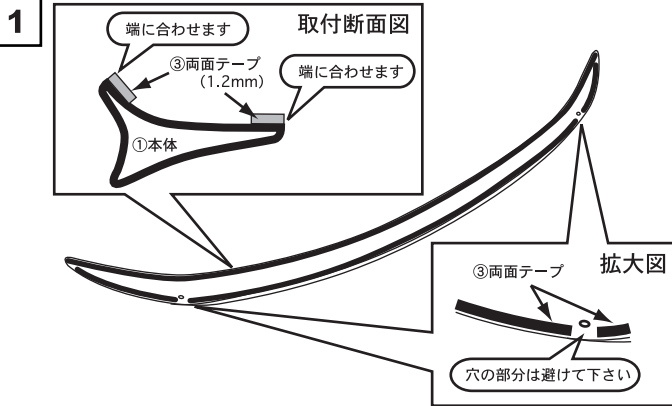 1
取付断面図
端に合わせます
③両面テープ
(1.2mm)
端に合わせます
①本体
拡大図
③両面テープ
穴の部分は避けて下さい